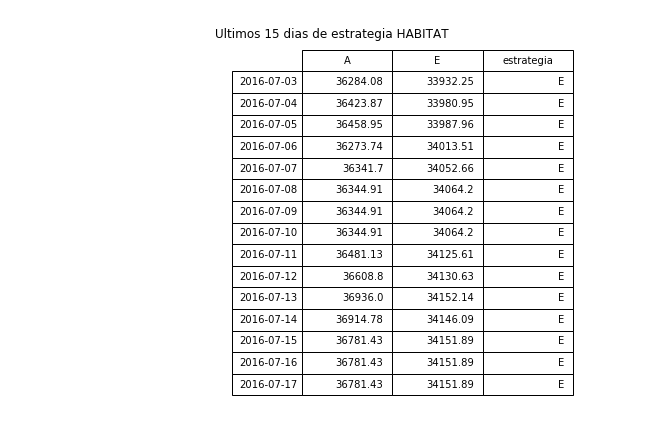 Ultimos 15 dias de estrategia HABITAT
A E estrategia
2016-07-03 36284.08 33932.25 E
2016-07-04 36423.87 33980.95 E
2016-07-05 36458.95 33987.96 E
2016-07-06 36273.74 34013.51 E
2016-07-07 36341.7 34052.66 E
2016-07-08 36344.91 34064.2 E
2016-07-09 36344.91 34064.2 E
2016-07-10 36344.91 34064.2 E
2016-07-11 36481.13 34125.61 E
2016-07-12 36608.8 34130.63 E
2016-07-13 36936.0 34152.14 E
2016-07-14 36914.78 34146.09 E
2016-07-15 36781.43 34151.89 E
2016-07-16 36781.43 34151.89 E
2016-07-17 36781.43 34151.89 E